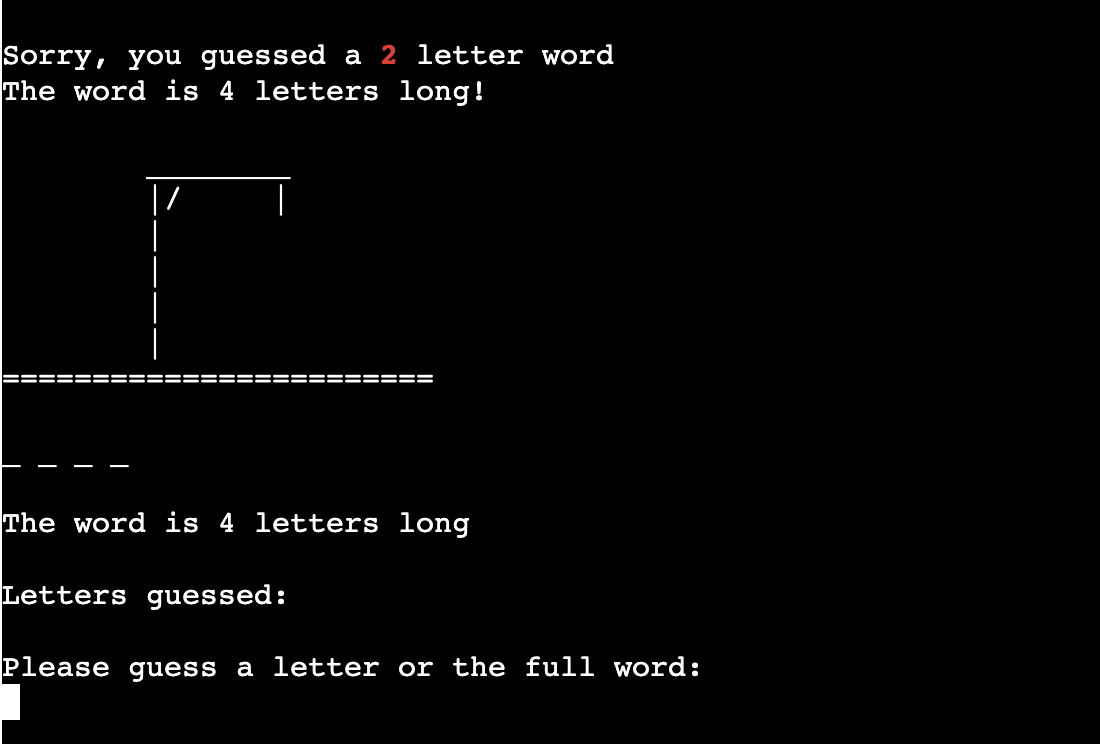 Sorry, you guessed a 2 letter word
The word is 4 letters long!
________
|/      |
|
|
|
|
========================
_ _ _ _
The word is 4 letters long
Letters guessed:
Please guess a letter or the full word: